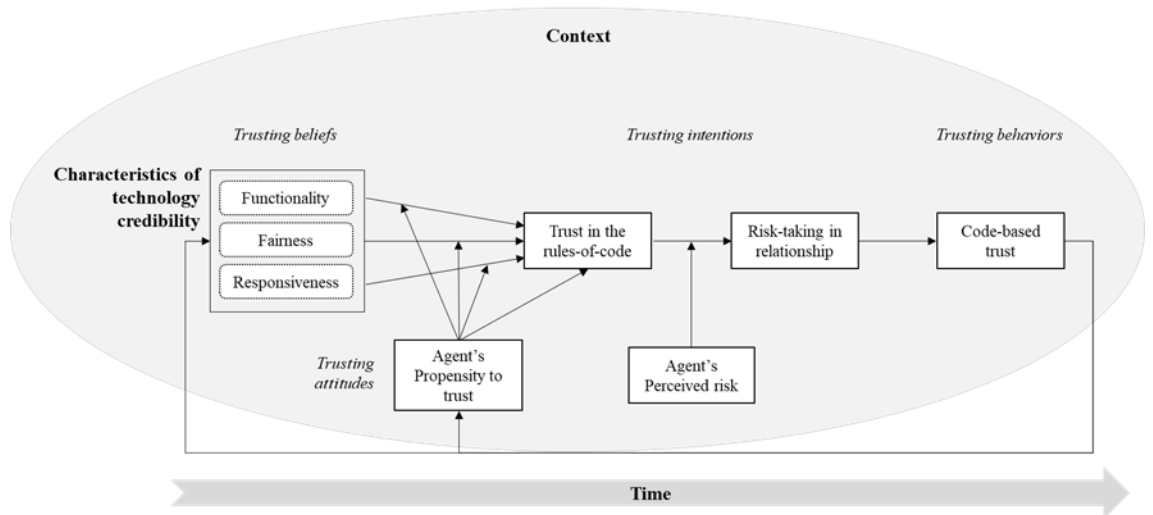 Context
Trusting beliefs
Trusting intentions
Trusting behaviors
Characteristics of
technology
credibility
Functionality
Fairness
Responsiveness
Trust in the
rules-of-code
Risk-taking in
relationship
Code-based
trust
Trusting
attitudes
Agent’s
Propensity to
trust
Agent’s
Perceived risk
Time